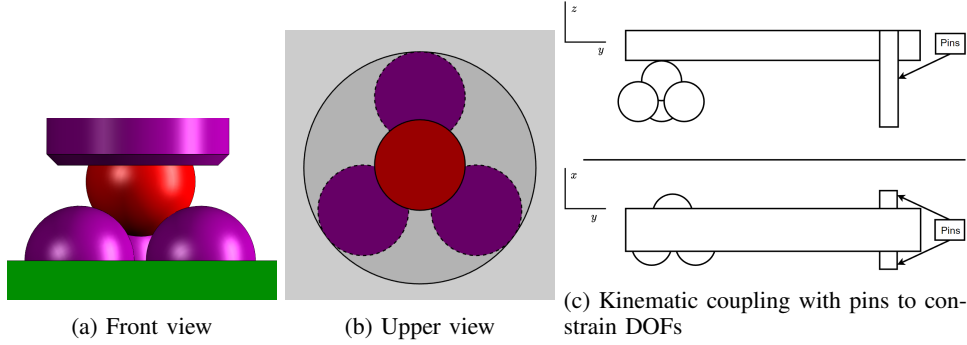 z
y
Pins
x
y
Pins
(a) Front view
(b) Upper view
(c) Kinematic coupling with pins to con-
strain DOFs